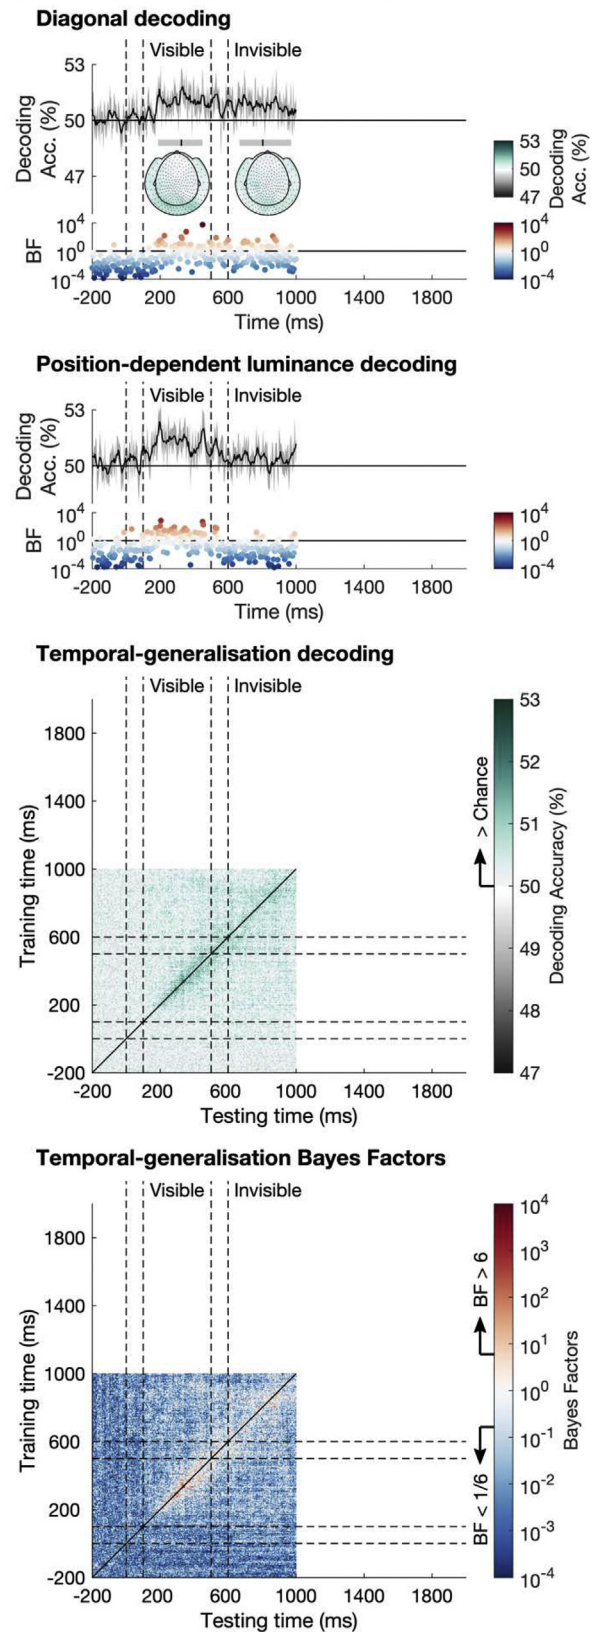 Diagonal decoding
Visible Invisible
53
50
47
Decoding
Acc. (%)
53
50
47
Decoding
Acc. (%)
BF
10^4
10^0
10^-4
10^4
10^0
10^-4
-200 200 600 1000 1400 1800
Time (ms)
Position-dependent luminance decoding
Visible Invisible
53
50
Decoding
Acc. (%)
BF
10^4
10^0
10^-4
10^4
10^0
10^-4
-200 200 600 1000 1400 1800
Time (ms)
Temporal-generalisation decoding
Visible Invisible
1800
1400
1000
600
200
-200
Training time (ms)
-200 200 600 1000 1400 1800
Testing time (ms)
> Chance
53
52
51
50
49
48
47
Decoding Accuracy (%)
Temporal-generalisation Bayes Factors
Visible Invisible
1800
1400
1000
600
200
-200
Training time (ms)
-200 200 600 1000 1400 1800
Testing time (ms)
BF > 6
BF < 1/6
10^4
10^3
10^2
10^1
10^0
10^-1
10^-2
10^-3
10^-4
Bayes Factors